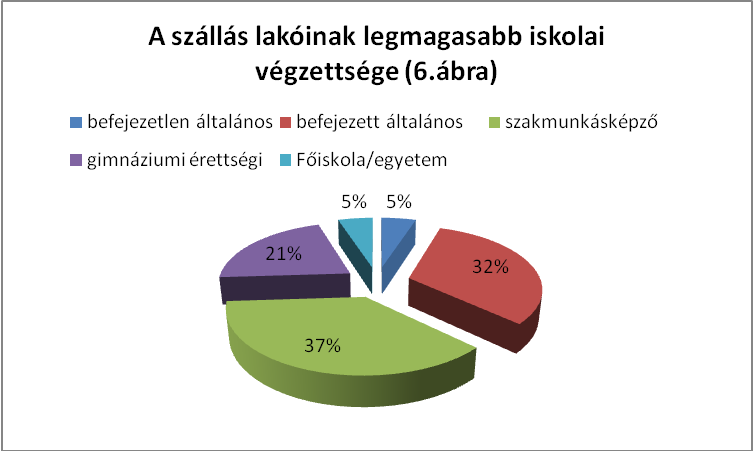 A szállás lakóinak legmagasabb iskolai
végzettsége (6.ábra)
befejezetlen általános befejezett általános szakmunkásképző
gimnáziumi érettségi Főiskola/egyetem
5% 5%
21% 32%
37%